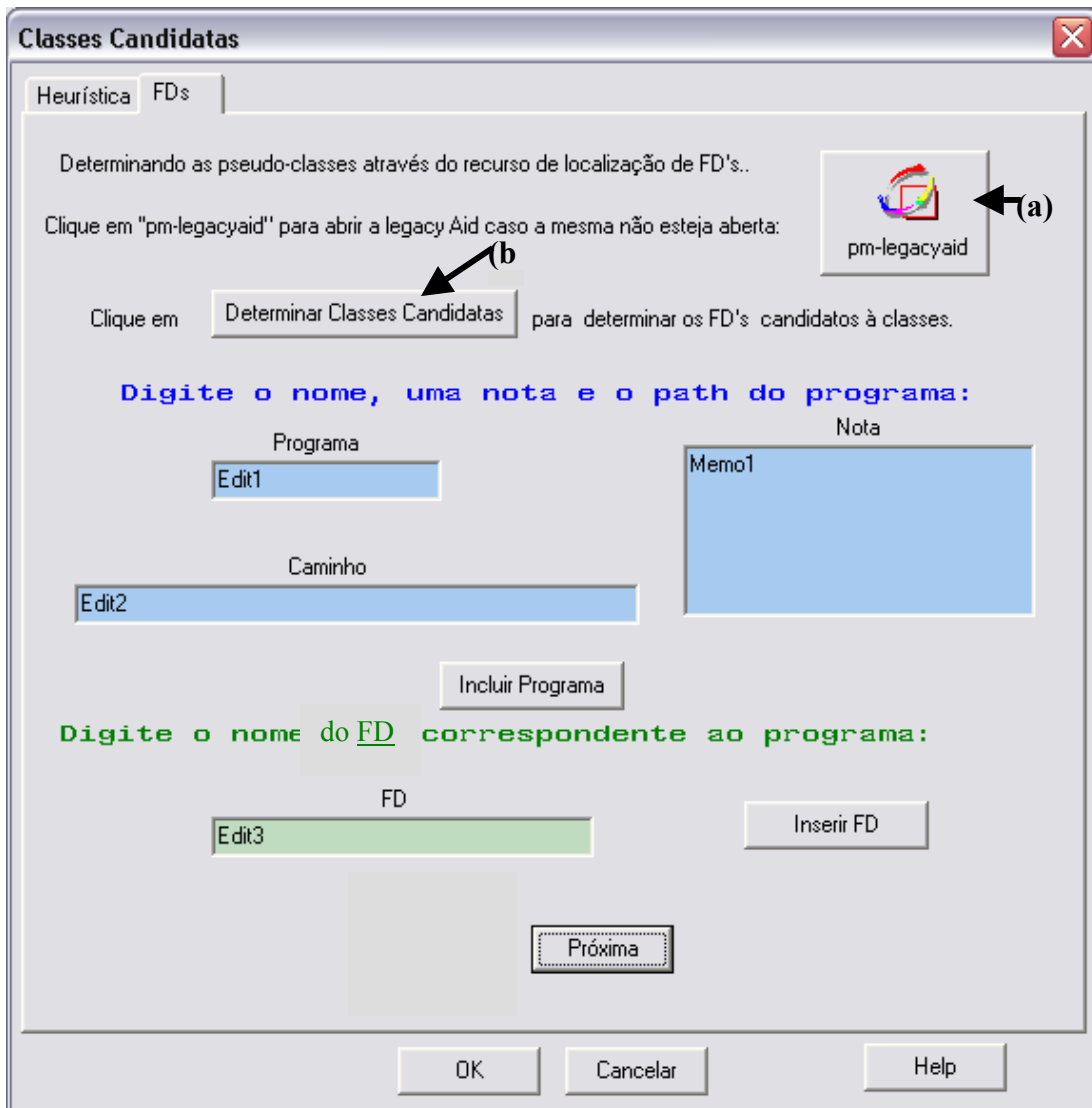 Classes Candidatas
Heurística
FDs
Determinando as pseudo-classes através do recurso de localização de FD's..
Clique em "pm-legacyaid" para abrir a legacy Aid caso a mesma não esteja aberta:
pm-legacyaid
(a)
(b
Clique em
Determinar Classes Candidatas
para determinar os FD's candidatos à classes.
Digite o nome, uma nota e o path do programa:
Programa
Nota
Edit1
Memo1
Caminho
Edit2
Incluir Programa
Digite o nome do FD correspondente ao programa:
FD
Edit3
Inserir FD
Próxima
OK
Cancelar
Help